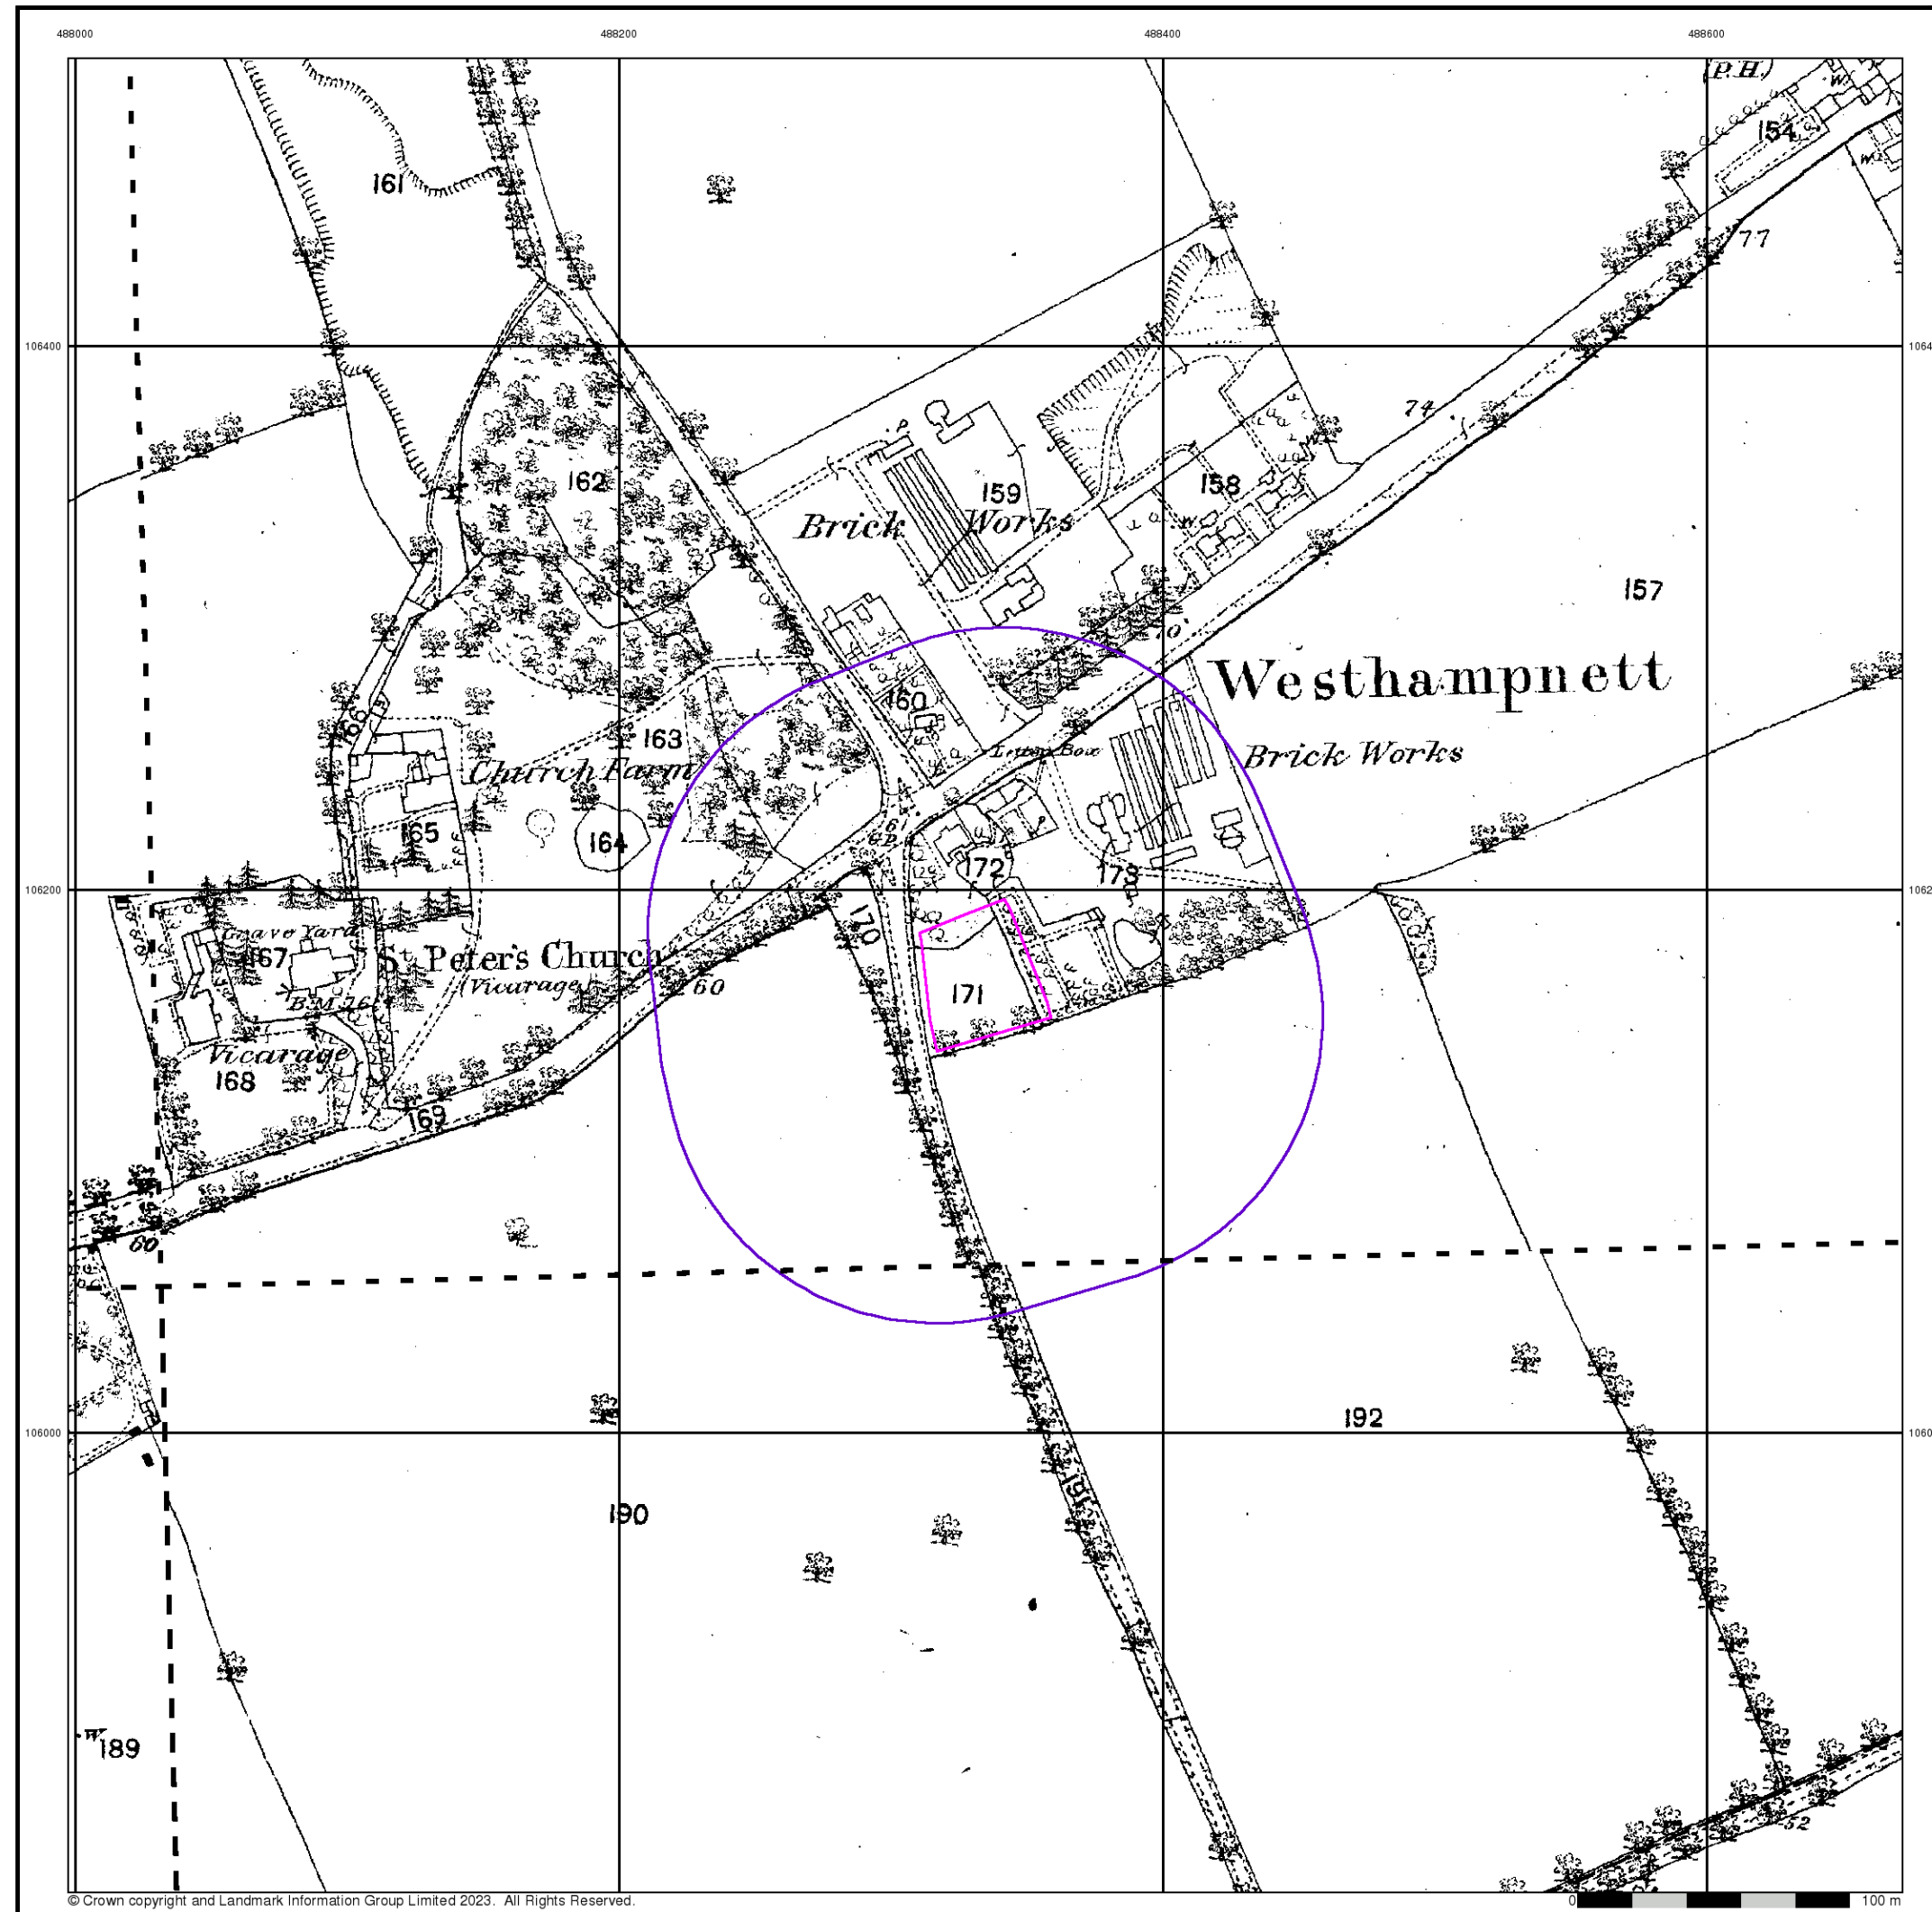 488000 488200 488400 488600
(P.H.)
W
154
161
77
106400
74
P
162
159
158
W
Brick Works
W
157
Westhampnett
160
166
163
Letter Box
Brick Works
Church Farm
61
G.P.
165
164
172
173
106200
170
Grave Yard
167
St. Peter's Church
(Vicarage)
60
171
B.M.
Vicarage
168
169
60
192
106000
191
190
W
189
52
© Crown copyright and Landmark Information Group Limited 2023. All Rights Reserved.
0 100 m